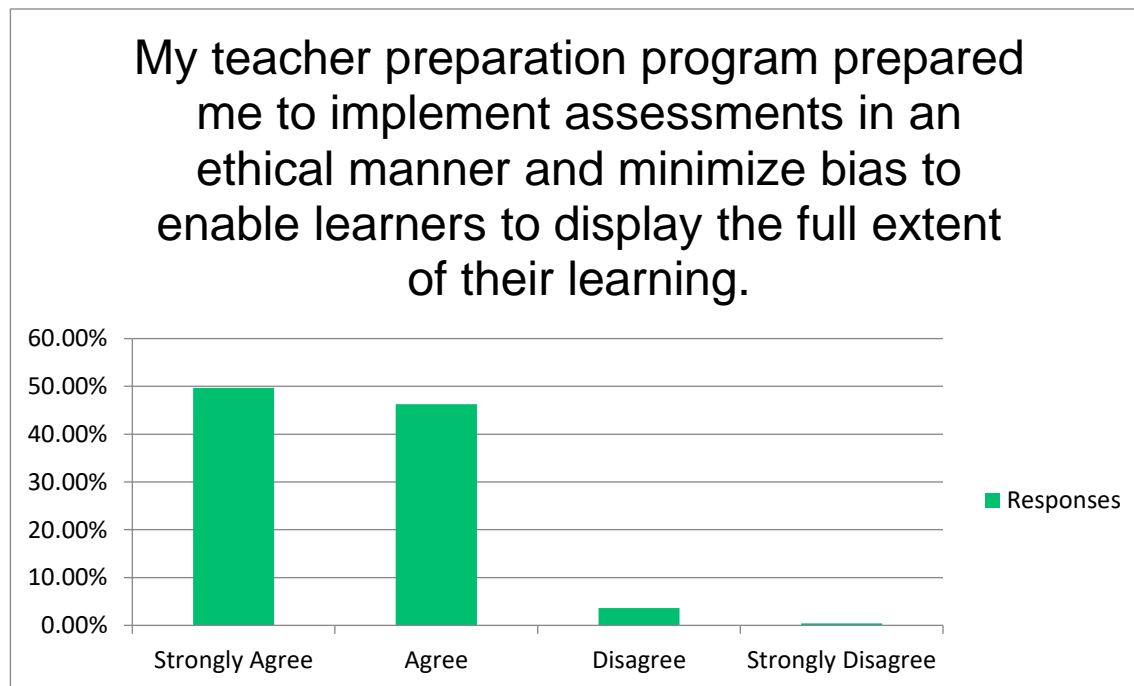 My teacher preparation program prepared
me to implement assessments in an
ethical manner and minimize bias to
enable learners to display the full extent
of their learning.
60.00%
50.00%
40.00%
30.00%
20.00%
10.00%
0.00%
Strongly Agree
Agree
Disagree
Strongly Disagree
Responses